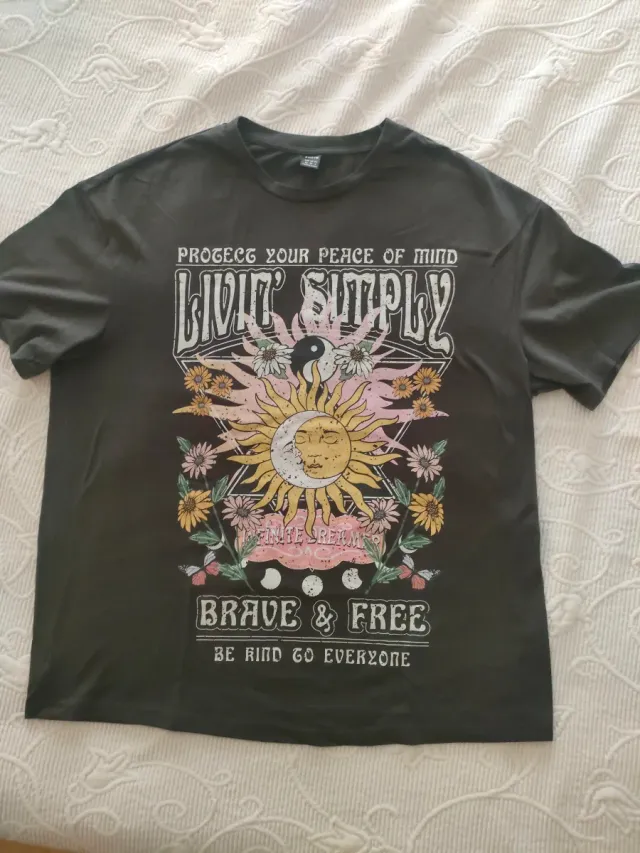 PROTECT YOUR PEACE OF MIND
LIVIN' SIMPLY
BRAVE & FREE
BE KIND TO EVERYONE